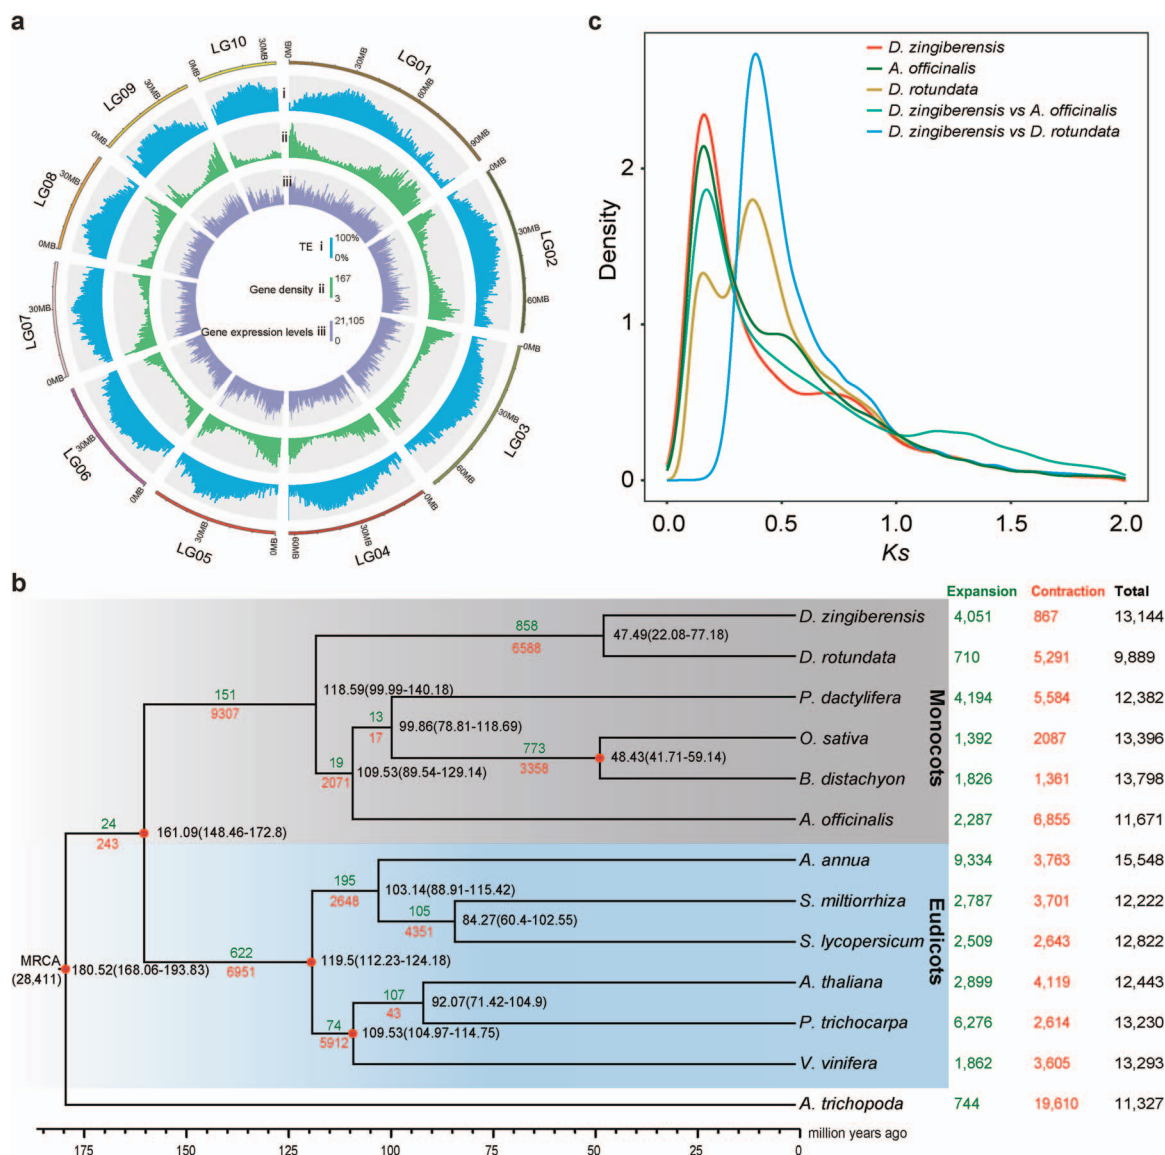 a
LG10
LG01
LG02
LG03
LG04
LG05
LG06
LG07
LG08
LG09
0MB
30MB
60MB
90MB
0MB
30MB
60MB
0MB
30MB
60MB
0MB
30MB
60MB
0MB
30MB
0MB
30MB
0MB
30MB
0MB
30MB
0MB
30MB
0MB
30MB
i
ii
iii
TE i 100% 0%
Gene density ii 167 3
Gene expression levels iii 21,105 0
c
D. zingiberensis
A. officinalis
D. rotundata
D. zingiberensis vs A. officinalis
D. zingiberensis vs D. rotundata
Density
2
1
0
0.0 0.5 1.0 1.5 2.0
Ks
b
Expansion Contraction Total
D. zingiberensis 4,051 867 13,144
D. rotundata 710 5,291 9,889
P. dactylifera 4,194 5,584 12,382
O. sativa 1,392 2087 13,396
B. distachyon 1,826 1,361 13,798
A. officinalis 2,287 6,855 11,671
A. annua 9,334 3,763 15,548
S. miltiorrhiza 2,787 3,701 12,222
S. lycopersicum 2,509 2,643 12,822
A. thaliana 2,899 4,119 12,443
P. trichocarpa 6,276 2,614 13,230
V. vinifera 1,862 3,605 13,293
A. trichopoda 744 19,610 11,327
Monocots
Eudicots
858
6588
47.49(22.08-77.18)
151
9307
118.59(99.99-140.18)
13
17
99.86(78.81-118.69)
773
3358
48.43(41.71-59.14)
19
2071
109.53(89.54-129.14)
24
243
161.09(148.46-172.8)
195
2648
103.14(88.91-115.42)
105
4351
84.27(60.4-102.55)
622
6951
119.5(112.23-124.18)
MRCA
(28,411)
180.52(168.06-193.83)
107
43
92.07(71.42-104.9)
74
5912
109.53(104.97-114.75)
175 150 125 100 75 50 25 0
million years ago